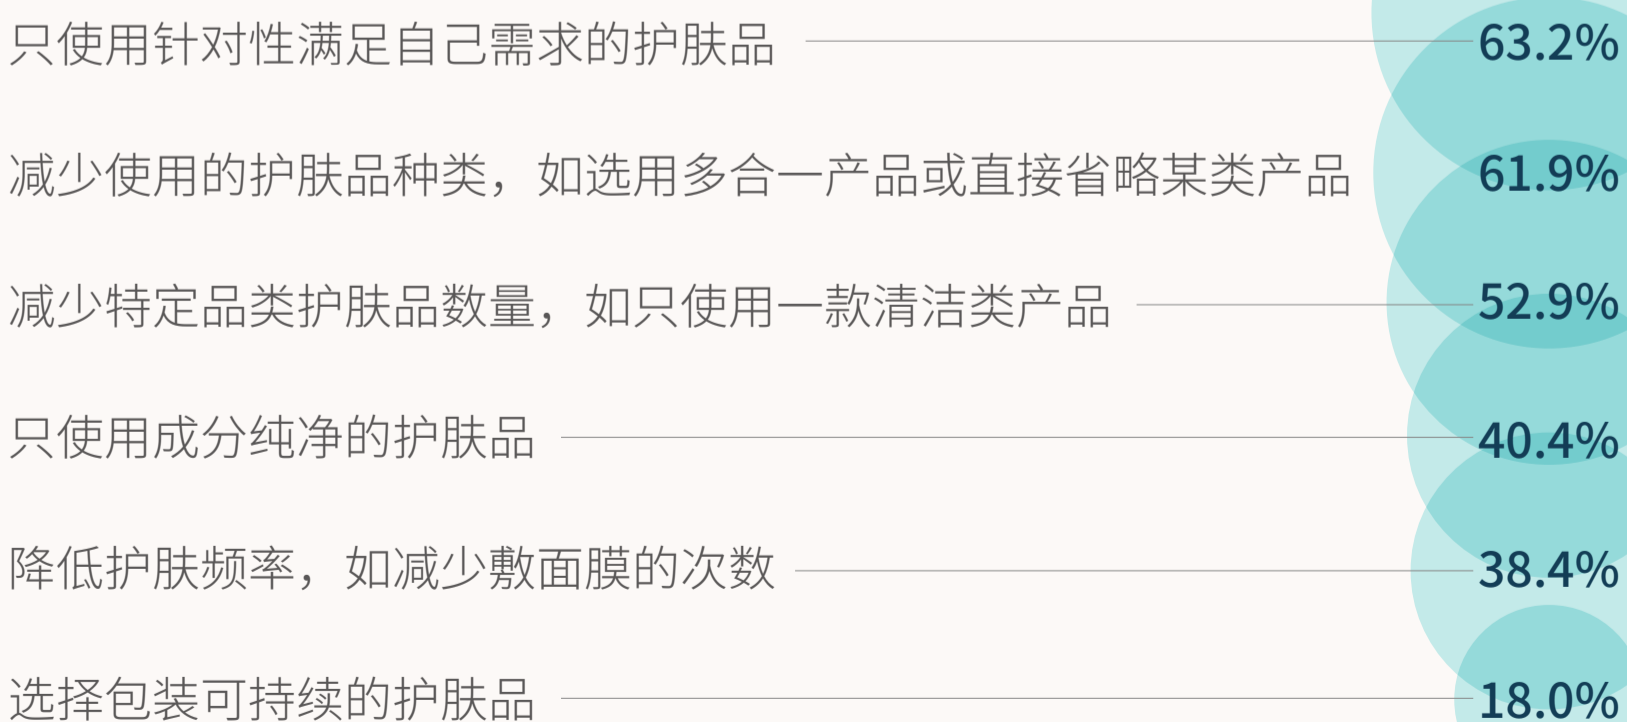 只使用针对性满足自己需求的护肤品 63.2%
减少使用的护肤品种类，如选用多合一产品或直接省略某类产品 61.9%
减少特定品类护肤品数量，如只使用一款清洁类产品 52.9%
只使用成分纯净的护肤品 40.4%
降低护肤频率，如减少敷面膜的次数 38.4%
选择包装可持续的护肤品 18.0%